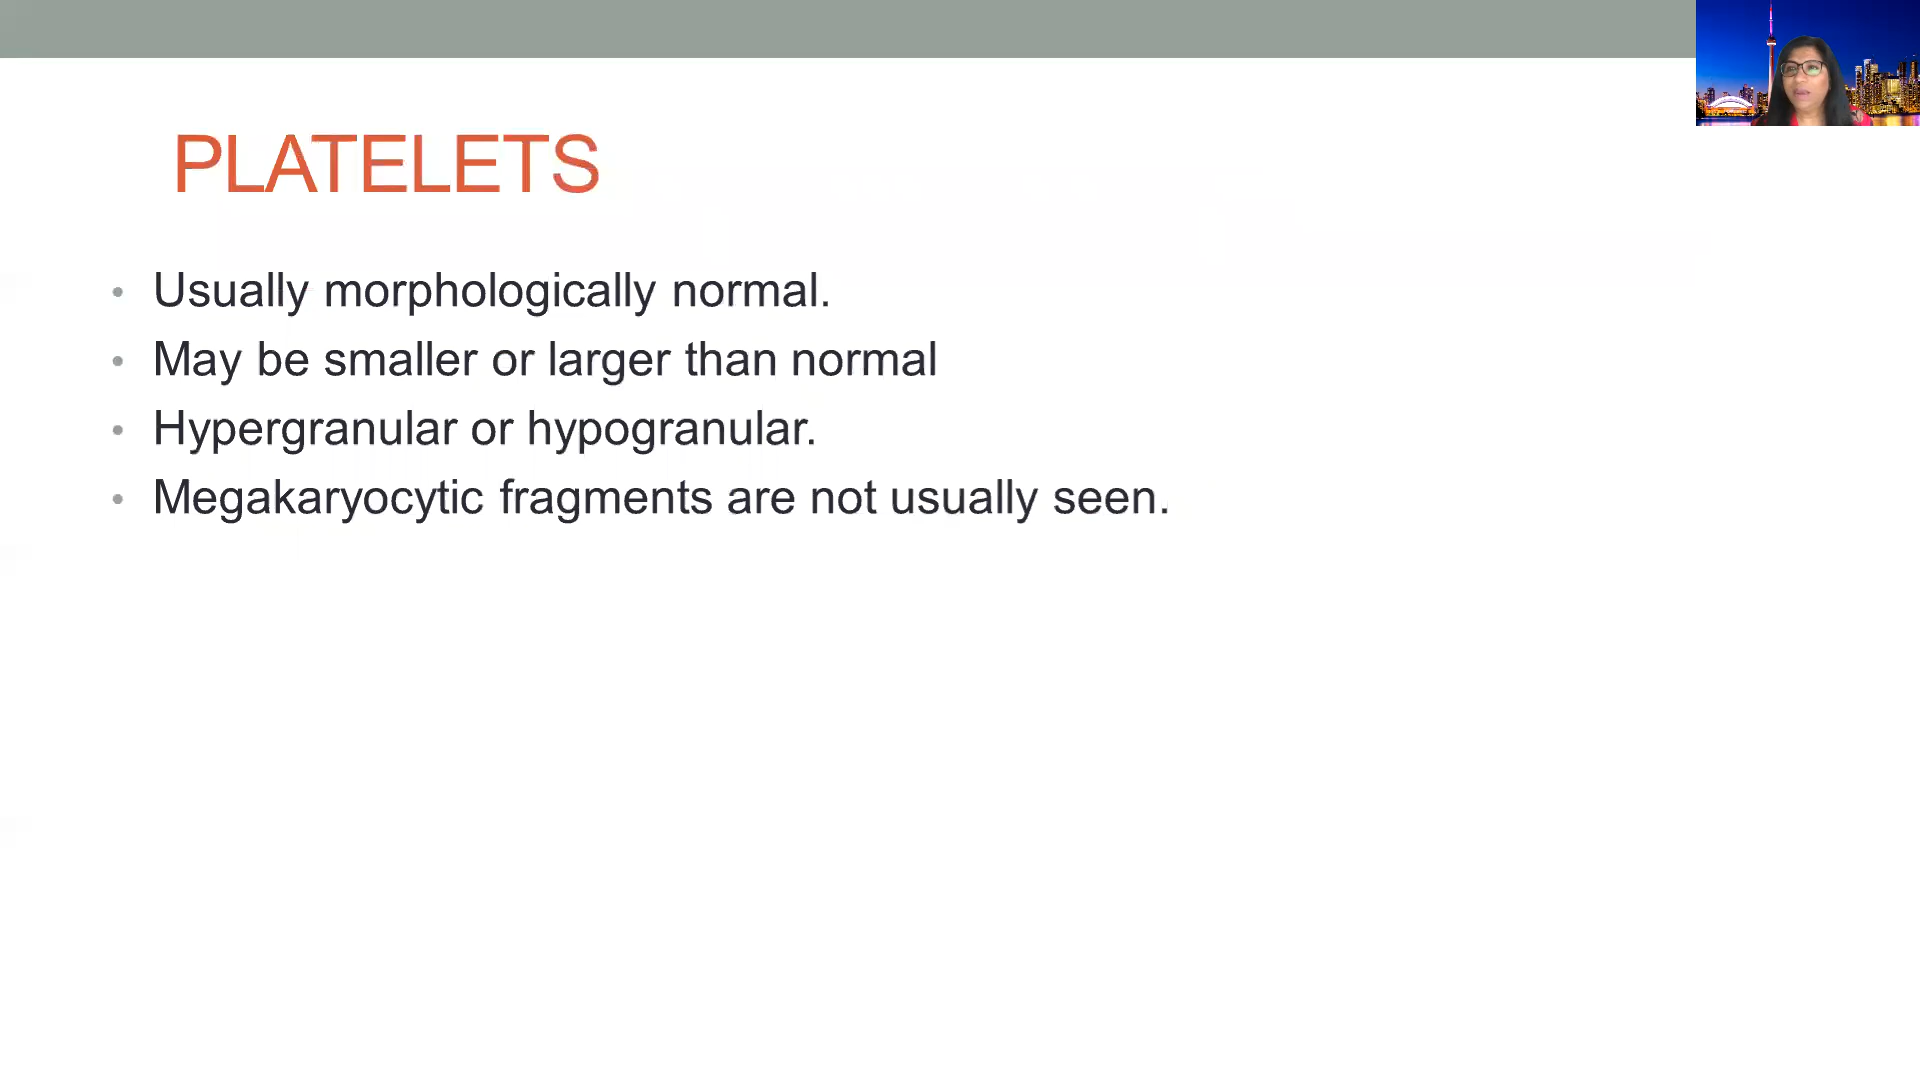 PLATELETS
• Usually morphologically normal.
• May be smaller or larger than normal
• Hypergranular or hypogranular.
• Megakaryocytic fragments are not usually seen.